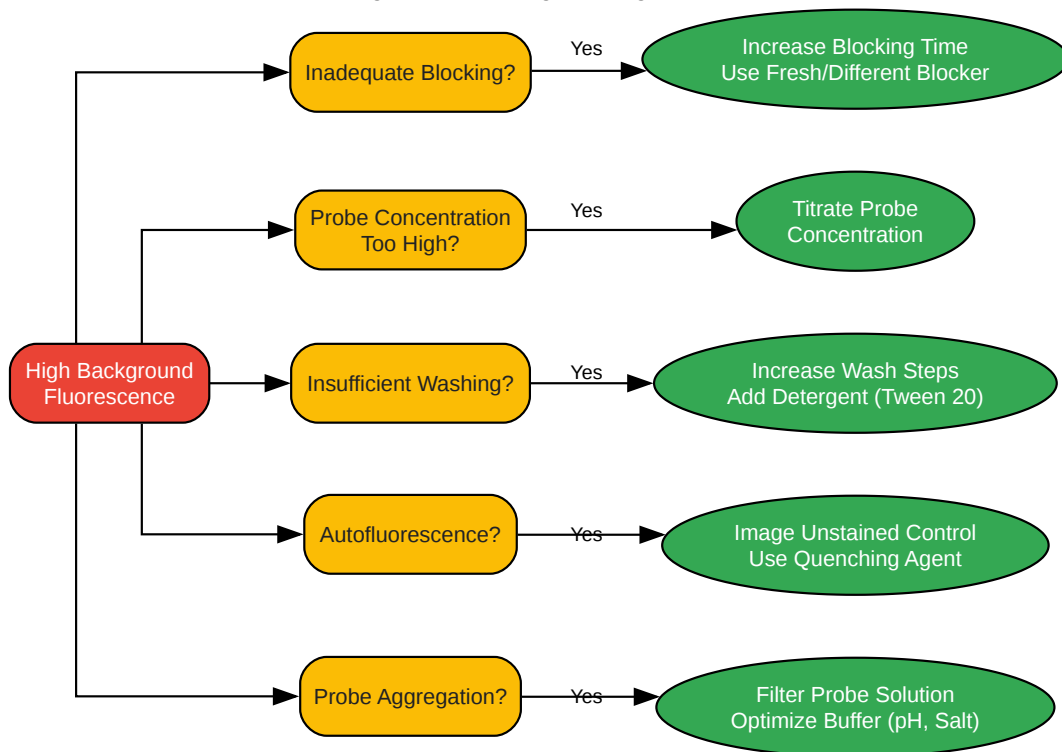 Inadequate Blocking?
Yes
Increase Blocking Time
Use Fresh/Different Blocker
Probe Concentration
Too High?
Yes
Titrate Probe
Concentration
High Background
Fluorescence
Insufficient Washing?
Yes
Increase Wash Steps
Add Detergent (Tween 20)
Autofluorescence?
Yes
Image Unstained Control
Use Quenching Agent
Probe Aggregation?
Yes
Filter Probe Solution
Optimize Buffer (pH, Salt)